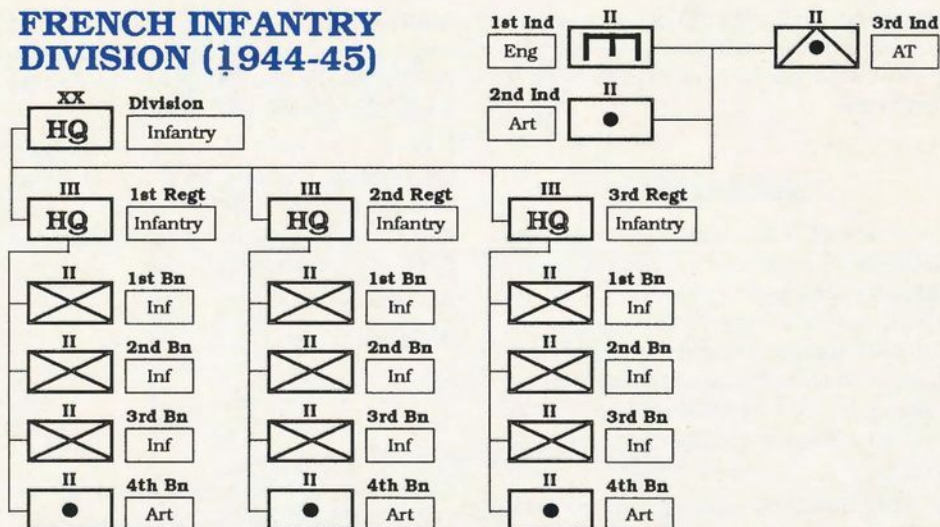 FRENCH INFANTRY
DIVISION (1944-45)
XX
HQ
Division
Infantry
1st Ind
Eng
II
II
3rd Ind
AT
2nd Ind
Art
II
III
HQ
1st Regt
Infantry
III
HQ
2nd Regt
Infantry
III
HQ
3rd Regt
Infantry
II
1st Bn
Inf
II
1st Bn
Inf
II
1st Bn
Inf
II
2nd Bn
Inf
II
2nd Bn
Inf
II
2nd Bn
Inf
II
3rd Bn
Inf
II
3rd Bn
Inf
II
3rd Bn
Inf
II
4th Bn
Art
II
4th Bn
Art
II
4th Bn
Art